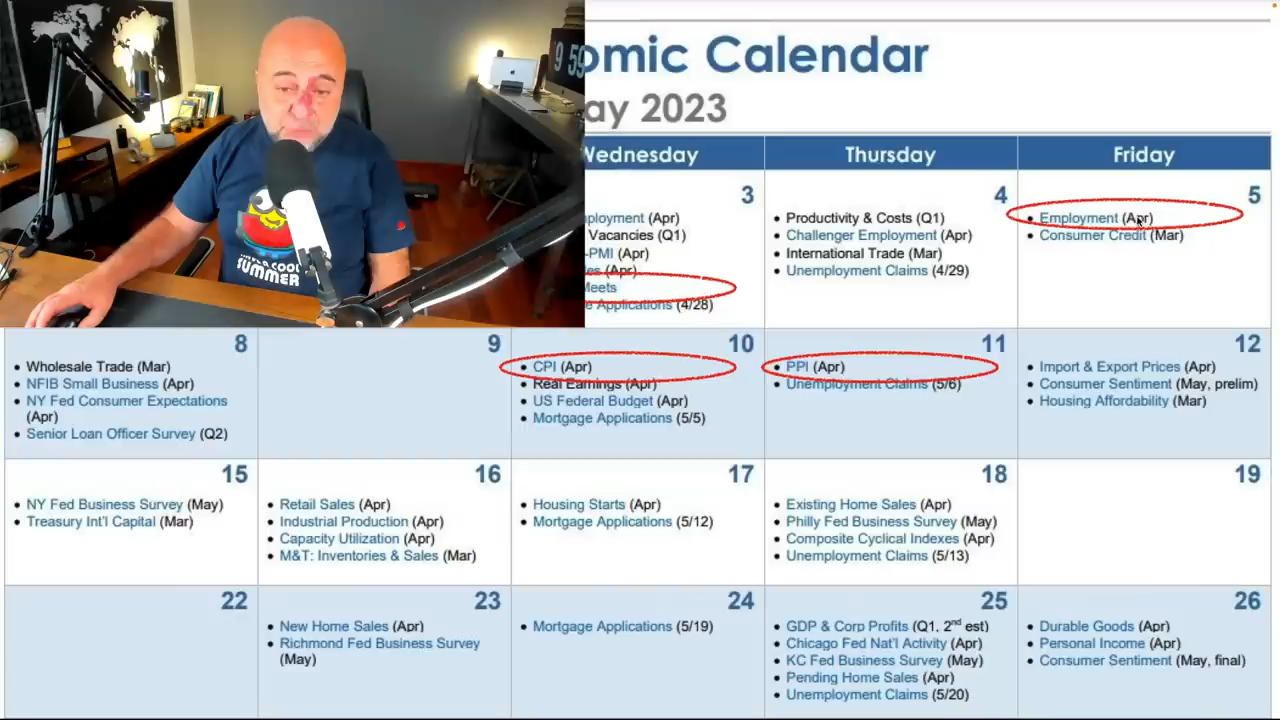 9 59
SUMMER
omic Calendar
ay 2023
Wednesday
Thursday
Friday
3
ployment (Apr)
Vacancies (Q1)
-PMI (Apr)
es (Apr)
Meets
e Applications (4/28)
4
• Productivity & Costs (Q1)
• Challenger Employment (Apr)
• International Trade (Mar)
• Unemployment Claims (4/29)
5
• Employment (Apr)
• Consumer Credit (Mar)
8
• Wholesale Trade (Mar)
• NFIB Small Business (Apr)
• NY Fed Consumer Expectations
(Apr)
• Senior Loan Officer Survey (Q2)
9
10
• CPI (Apr)
• Real Earnings (Apr)
• US Federal Budget (Apr)
• Mortgage Applications (5/5)
11
• PPI (Apr)
• Unemployment Claims (5/6)
12
• Import & Export Prices (Apr)
• Consumer Sentiment (May, prelim)
• Housing Affordability (Mar)
15
• NY Fed Business Survey (May)
• Treasury Int'l Capital (Mar)
16
• Retail Sales (Apr)
• Industrial Production (Apr)
• Capacity Utilization (Apr)
• M&T: Inventories & Sales (Mar)
17
• Housing Starts (Apr)
• Mortgage Applications (5/12)
18
• Existing Home Sales (Apr)
• Philly Fed Business Survey (May)
• Composite Cyclical Indexes (Apr)
• Unemployment Claims (5/13)
19
22
23
• New Home Sales (Apr)
• Richmond Fed Business Survey
(May)
24
• Mortgage Applications (5/19)
25
• GDP & Corp Profits (Q1, 2nd est)
• Chicago Fed Nat'l Activity (Apr)
• KC Fed Business Survey (May)
• Pending Home Sales (Apr)
• Unemployment Claims (5/20)
26
• Durable Goods (Apr)
• Personal Income (Apr)
• Consumer Sentiment (May, final)